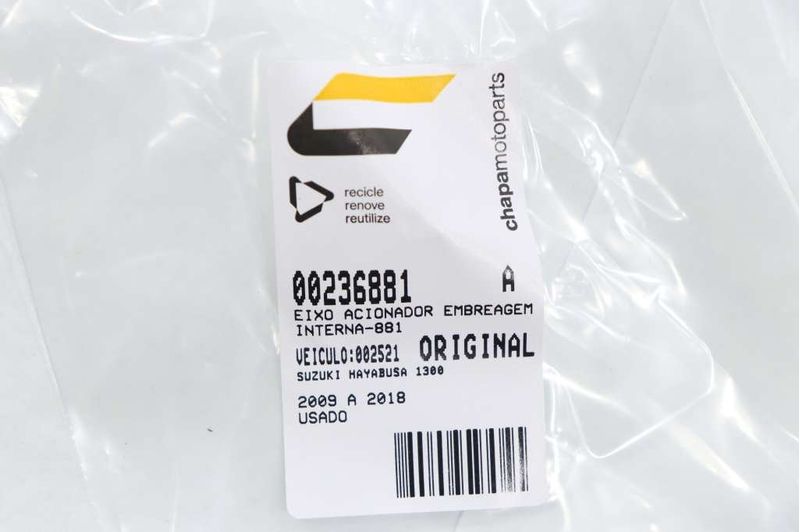 chapamotoparts
recicle
renove
reutilize
00236881 A
EIXO ACIONADOR EMBREAGEM
INTERNA-881
VEICULO:002521 ORIGINAL
SUZUKI HAYABUSA 1300
2009 A 2018
USADO